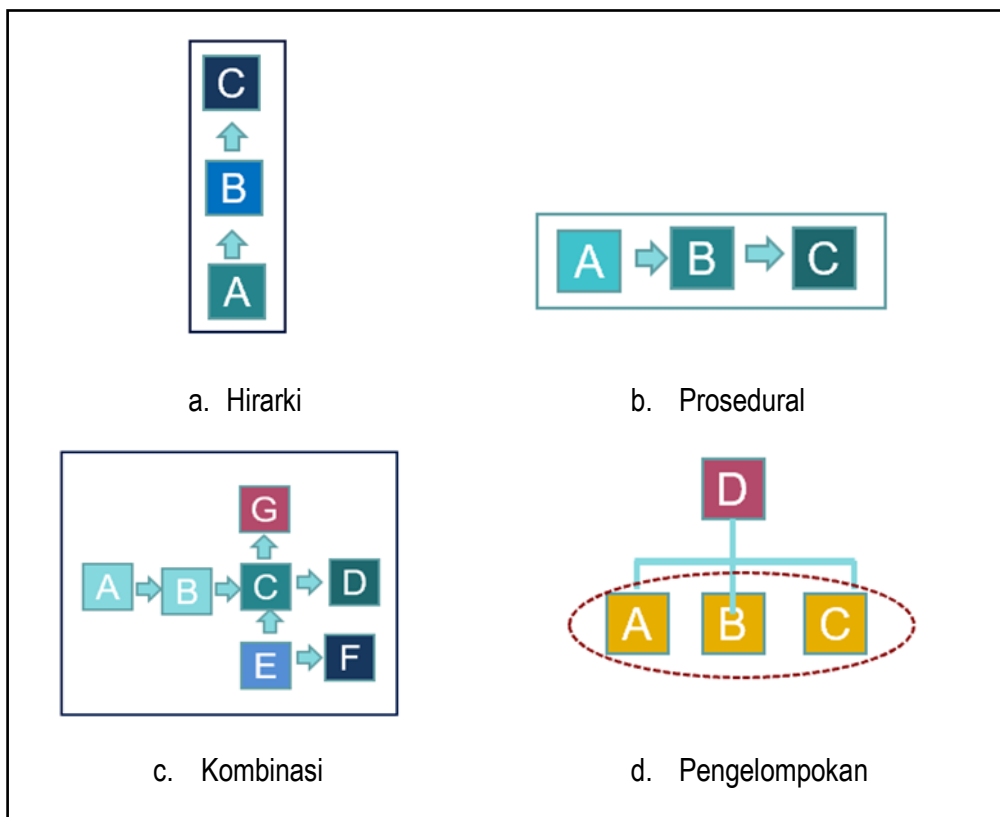 C
B
A
A B C
a. Hirarki
b. Prosedural
G
A B C D
E F
D
A B C
c. Kombinasi
d. Pengelompokan